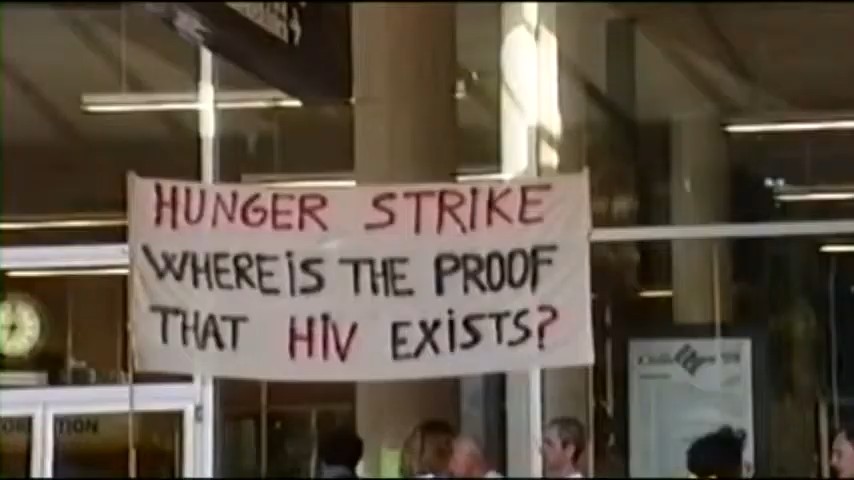 HUNGER STRIKE
WHERE iS THE PROOF
THAT HIV EXiSTS?